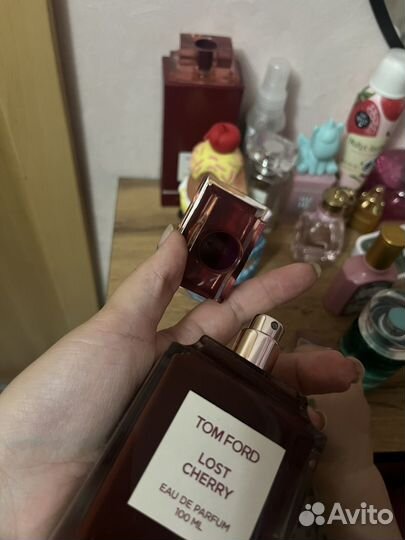 TOM FORD
LOST
CHERRY
EAU DE PARFUM
100 ML
Avito